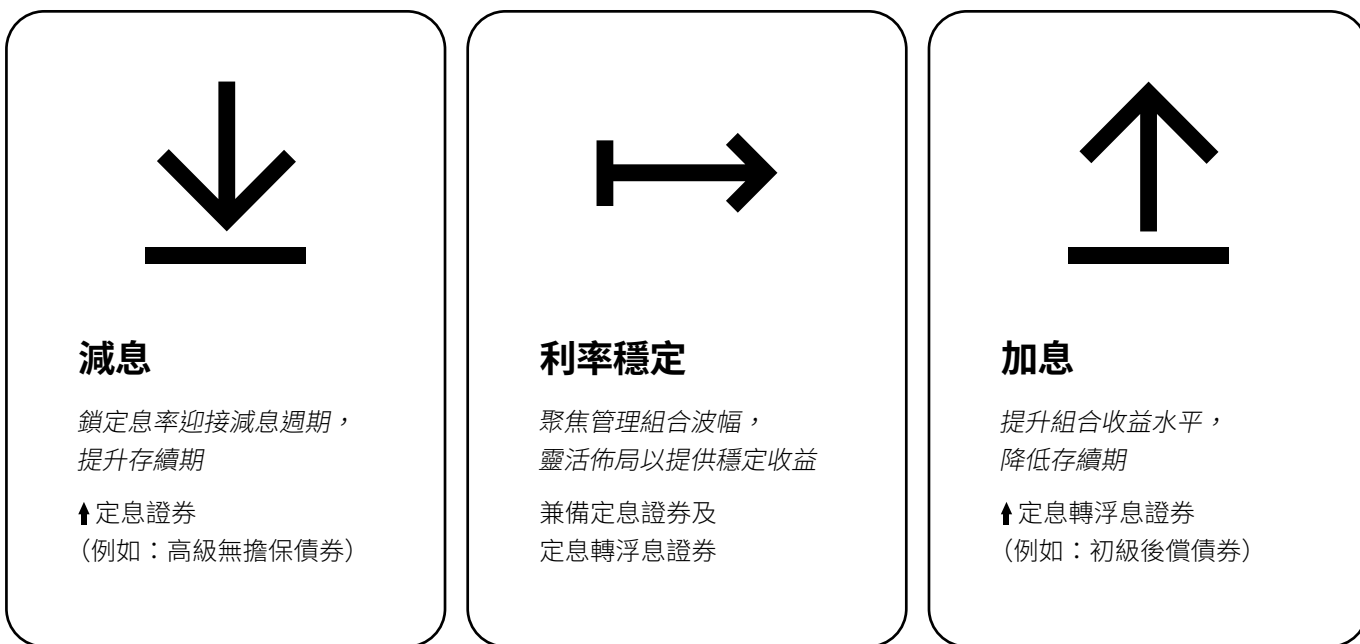 減息
鎖定息率迎接減息週期，
提升存續期
定息證券
（例如：高級無擔保債券）
利率穩定
聚焦管理組合波幅，
靈活佈局以提供穩定收益
兼備定息證券及
定息轉浮息證券
加息
提升組合收益水平，
降低存續期
定息轉浮息證券
（例如：初級後償債券）